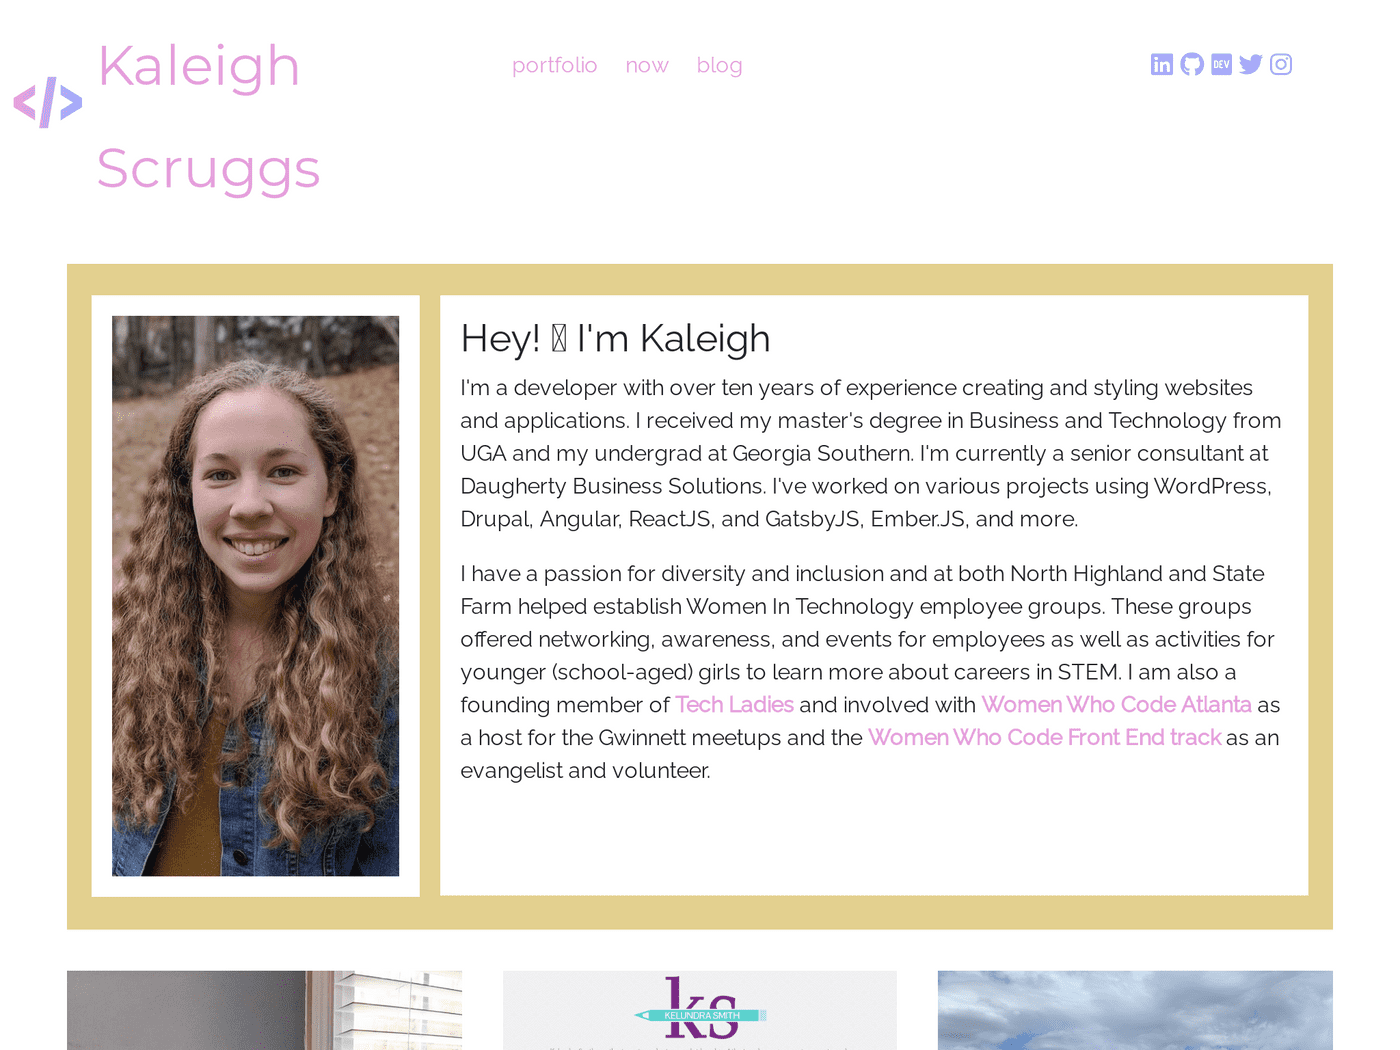 </>
Kaleigh
Scruggs
portfolio now blog
DEV
Hey! I'm Kaleigh
I'm a developer with over ten years of experience creating and styling websites
and applications. I received my master's degree in Business and Technology from
UGA and my undergrad at Georgia Southern. I'm currently a senior consultant at
Daugherty Business Solutions. I've worked on various projects using WordPress,
Drupal, Angular, ReactJS, and GatsbyJS, Ember.JS, and more.
I have a passion for diversity and inclusion and at both North Highland and State
Farm helped establish Women In Technology employee groups. These groups
offered networking, awareness, and events for employees as well as activities for
younger (school-aged) girls to learn more about careers in STEM. I am also a
founding member of Tech Ladies and involved with Women Who Code Atlanta as
a host for the Gwinnett meetups and the Women Who Code Front End track as an
evangelist and volunteer.
ks
KELUNDRA SMITH